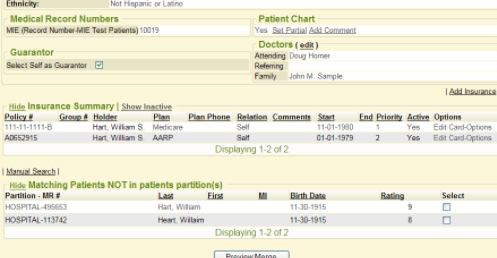 Ethnicity: Not Hispanic or Latino
Medical Record Numbers
MIE (Record Number-MIE Test Patients) 10019
Patient Chart
Yes Set Partial Add Comment
Guarantor
Select Self as Guarantor
Doctors ( edit )
Attending Doug Horner
Referring
Family John M. Sample
| Add Insurance
Hide Insurance Summary | Show Inactive
Policy # Group # Holder Plan Plan Phone Relation Comments Start End Priority Active Options
111-11-1111-B Hart, William S. Medicare Self 11-01-1980 1 Yes Edit Card-Options
A0652915 Hart, William S. AARP Self 01-01-1979 2 Yes Edit Card-Options
Displaying 1-2 of 2
| Manual Search |
Hide Matching Patients NOT in patients partition(s)
Partition - MR # Last First MI Birth Date Rating Select
HOSPITAL-495653 Hart, William 11-30-1915 9
HOSPITAL-113742 Heart, Willaim 11-30-1915 8
Displaying 1-2 of 2
Preview Merge